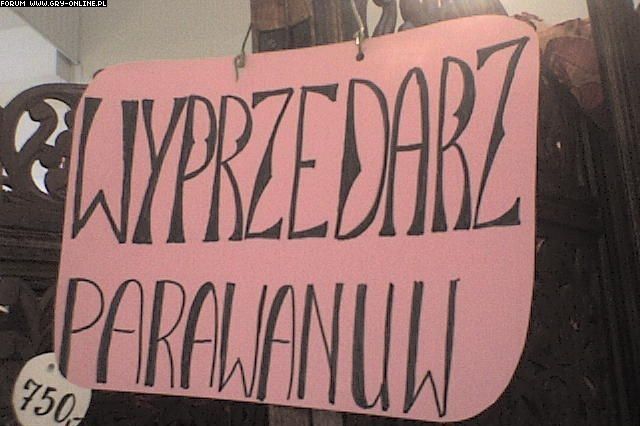 FORUM WWW.GRY-ONLINE.PL
WYPRZEDARZ
PARAWANUW
750,-